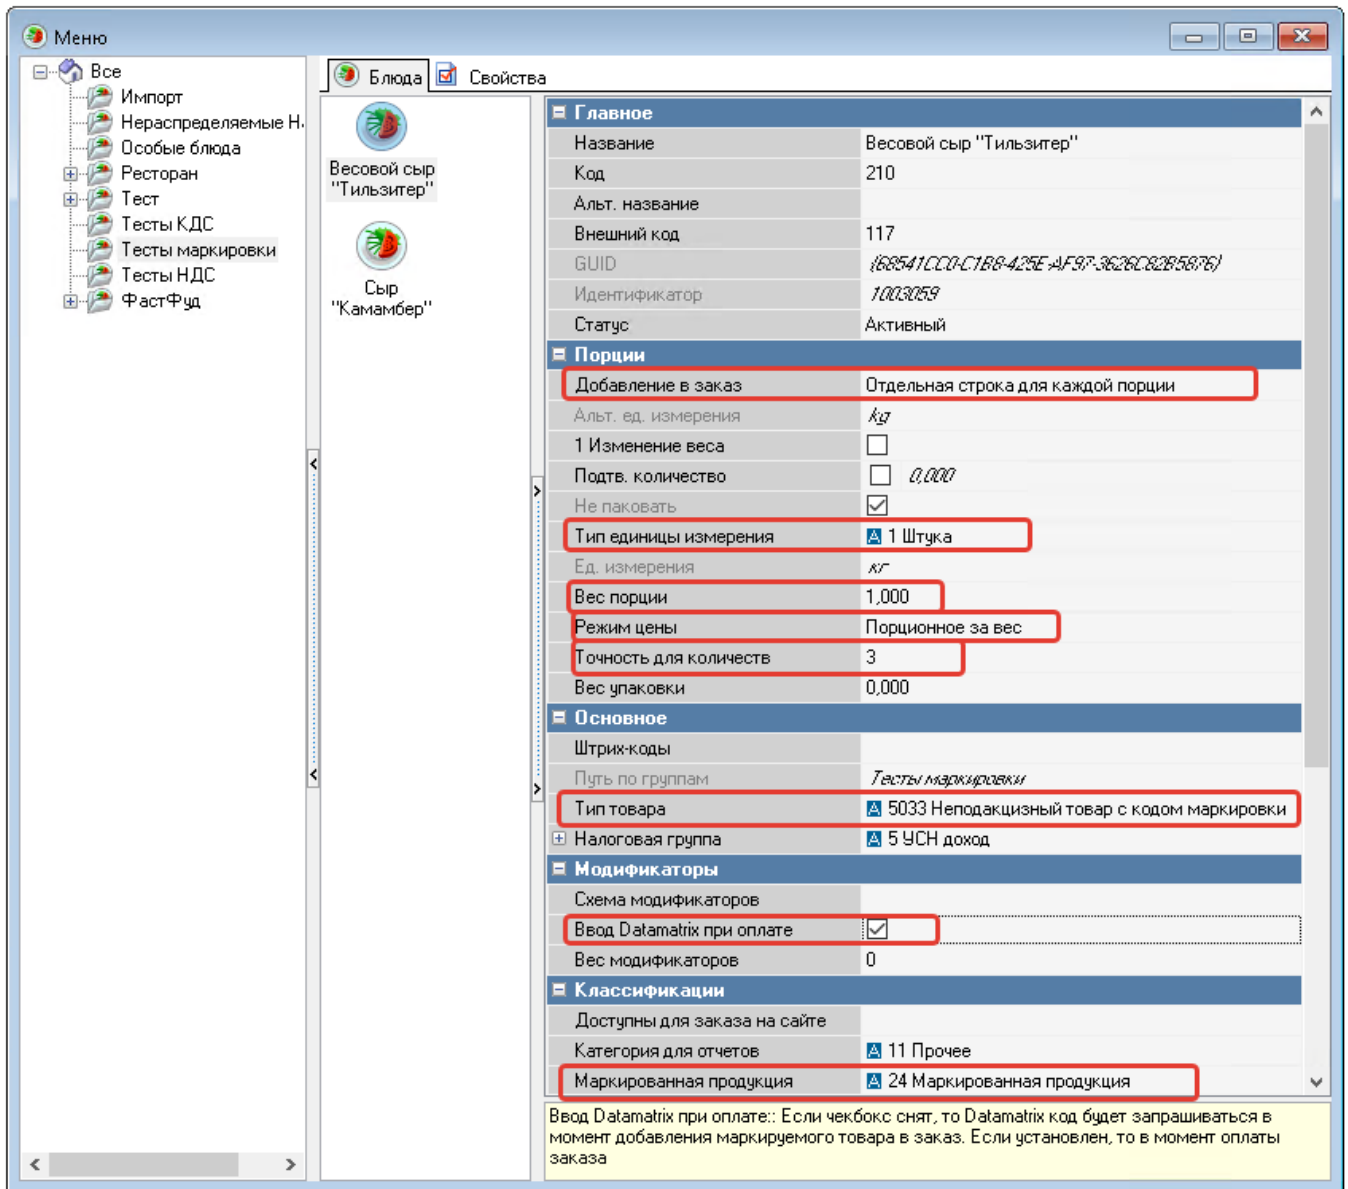 Меню
Все
Импорт
Нераспределяемые Н
Особые блюда
Ресторан
Тест
Тесты КДС
Тесты маркировки
Тесты НДС
ФастФуд
Блюда
Свойства
Весовой сыр
"Тильзитер"
Сыр
"Камамбер"
Главное
Название Весовой сыр "Тильзитер"
Код 210
Альт. название
Внешний код 117
GUID {68541CC0-C1B8-425E-AF97-3626C82B5876}
Идентификатор 1003059
Статус Активный
Порции
Добавление в заказ Отдельная строка для каждой порции
Альт. ед. измерения kg
1 Изменение веса
Подтв. количество 0,000
Не паковать
Тип единицы измерения A 1 Штука
Ед. измерения кг
Вес порции 1,000
Режим цены Порционное за вес
Точность для количеств 3
Вес упаковки 0,000
Основное
Штрих-коды
Путь по группам Тесты маркировки
Тип товара A 5033 Неподакцизный товар с кодом маркировки
Налоговая группа A 5 УСН доход
Модификаторы
Схема модификаторов
Ввод Datamatrix при оплате
Вес модификаторов 0
Классификации
Доступны для заказа на сайте
Категория для отчетов A 11 Прочее
Маркированная продукция A 24 Маркированная продукция
Ввод Datamatrix при оплате:: Если чекбокс снят, то Datamatrix код будет запрашиваться в
момент добавления маркируемого товара в заказ. Если установлен, то в момент оплаты
заказа